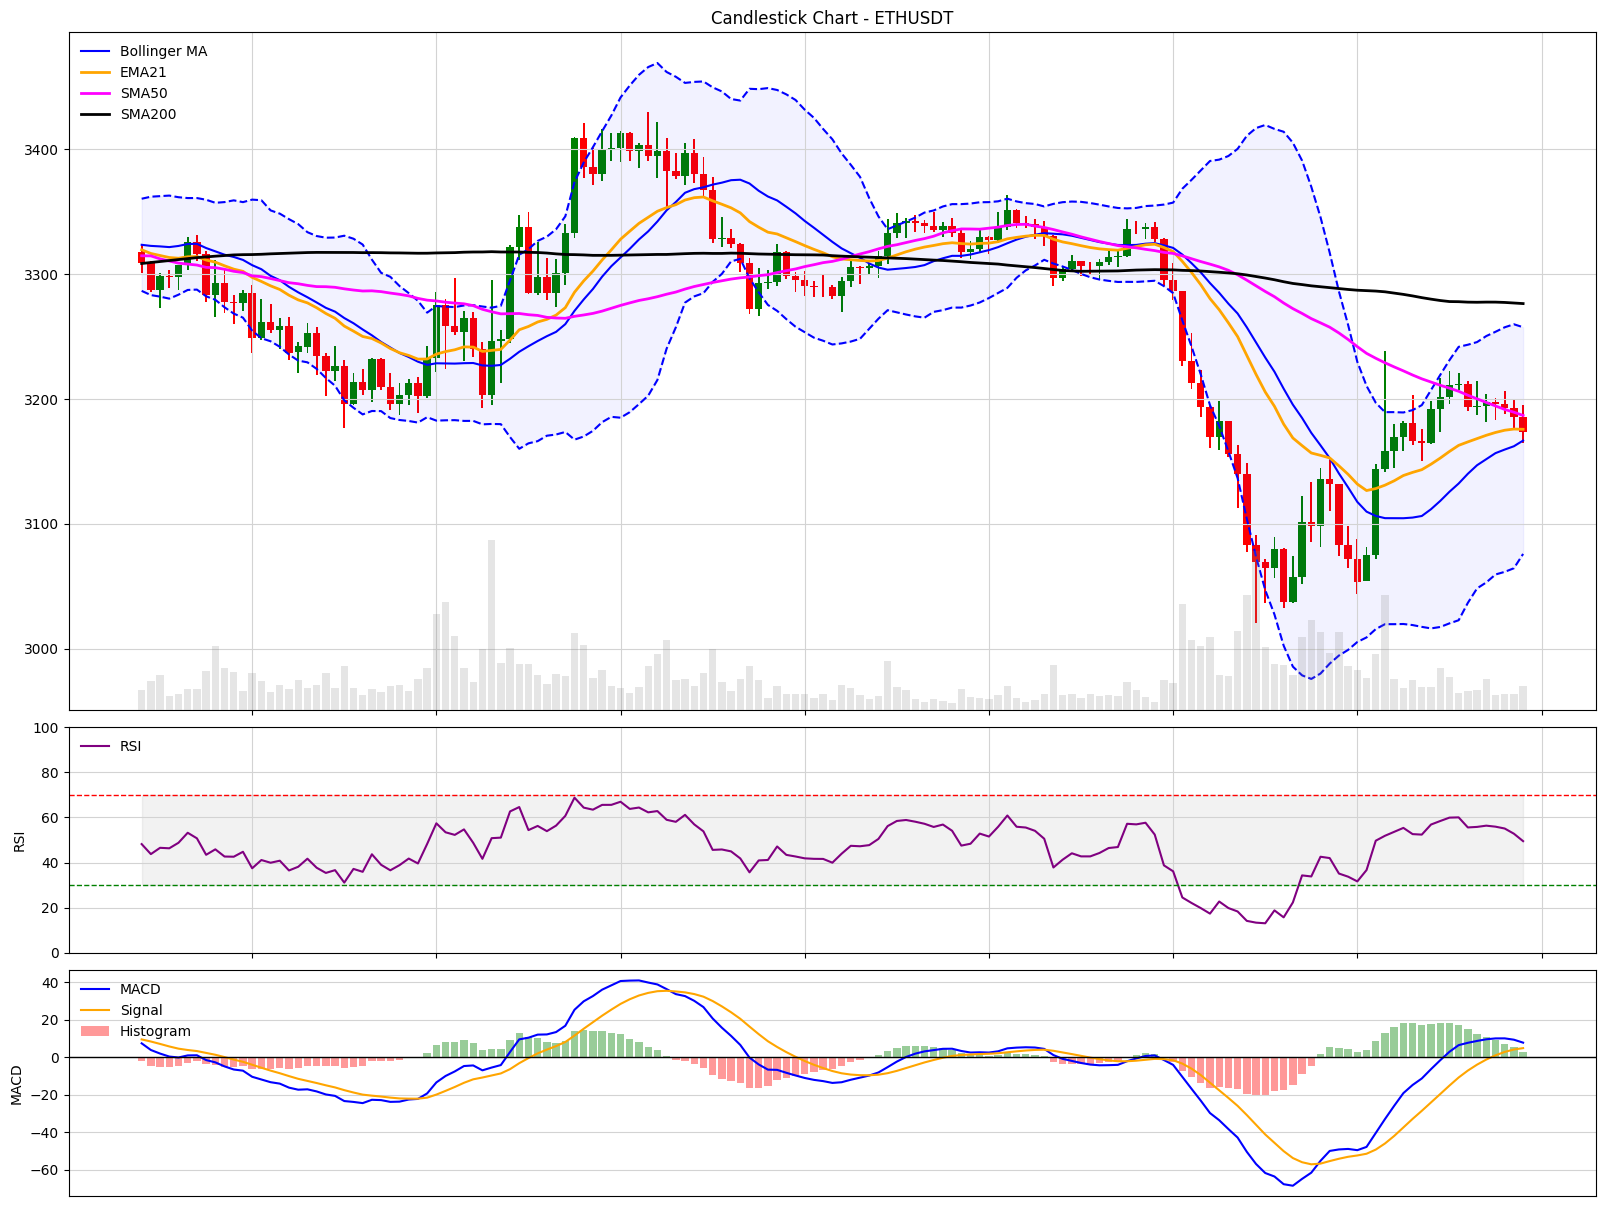 Candlestick Chart - ETHUSDT
Bollinger MA
EMA21
SMA50
SMA200
3400
3300
3200
3100
3000
100
80
60
40
20
0
RSI
RSI
40
20
0
−20
−40
−60
MACD
MACD
Signal
Histogram